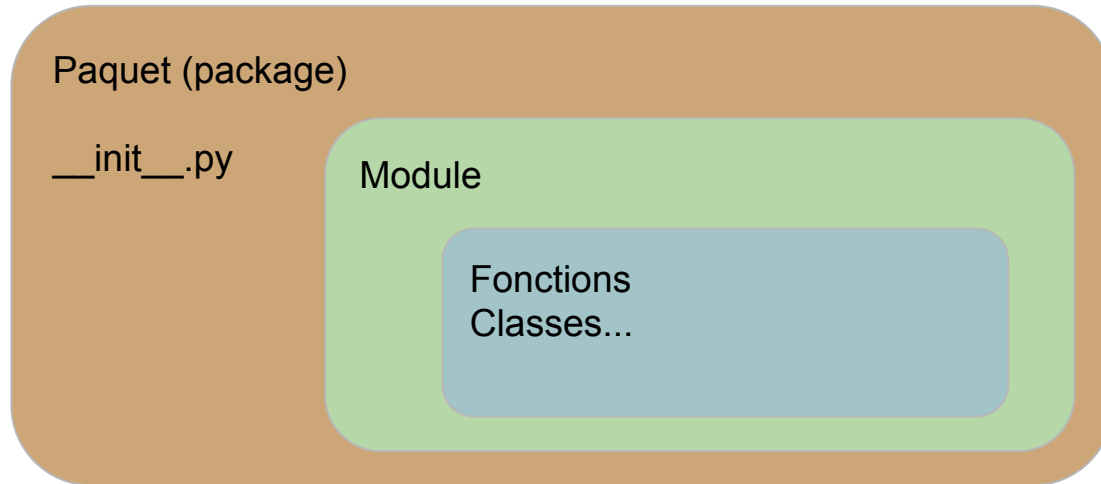 Paquet (package)
__init__.py
Module
Fonctions
Classes...